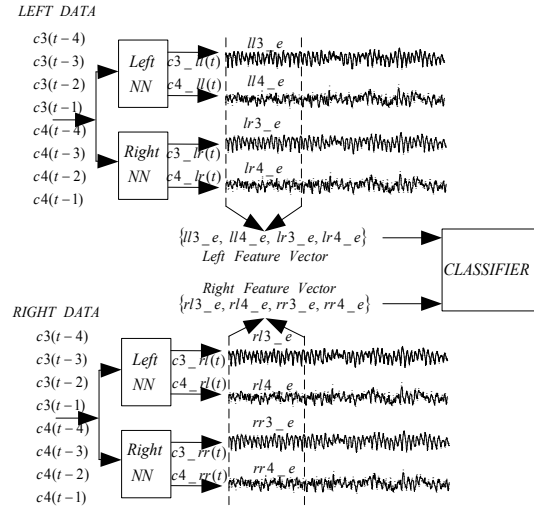 LEFT DATA
c3(t−4)
c3(t−3)
c3(t−2)
c3(t−1)
c4(t−4)
c4(t−3)
c4(t−2)
c4(t−1)
Left
NN
Right
NN
c3_ll(t)
c4_ll(t)
c3_lr(t)
c4_lr(t)
ll3_e
ll4_e
lr3_e
lr4_e
{ll3_e, ll4_e, lr3_e, lr4_e}
Left Feature Vector
CLASSIFIER
Right Feature Vector
{rl3_e, rl4_e, rr3_e, rr4_e}
RIGHT DATA
c3(t−4)
c3(t−3)
c3(t−2)
c3(t−1)
c4(t−4)
c4(t−3)
c4(t−2)
c4(t−1)
Left
NN
Right
NN
c3_rl(t)
c4_rl(t)
c3_rr(t)
c4_rr(t)
rl3_e
rl4_e
rr3_e
rr4_e